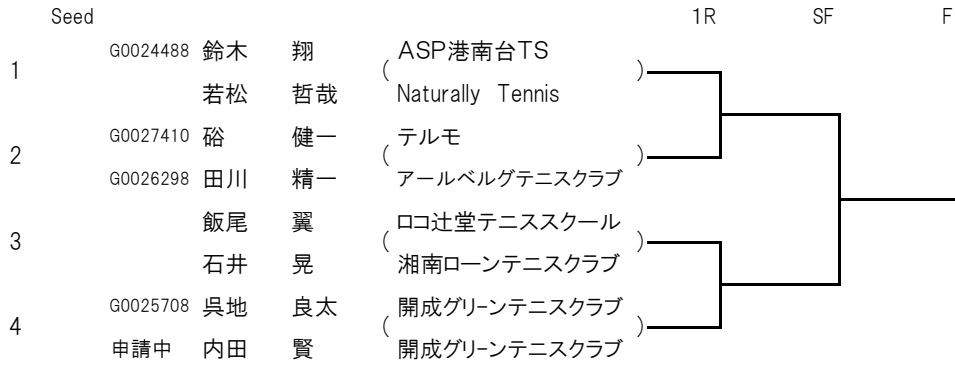 Seed 1R SF F
G0024488 鈴木 翔 ASP港南台TS
1 ( )
若松 哲哉 Naturally Tennis
G0027410 硲 健一 テルモ
2 ( )
G0026298 田川 精一 アールベルグテニスクラブ
飯尾 翼 ロコ辻堂テニススクール
3 ( )
石井 晃 湘南ローンテニスクラブ
G0025708 呉地 良太 開成グリーンテニスクラブ
4 ( )
申請中 内田 賢 開成グリーンテニスクラブ